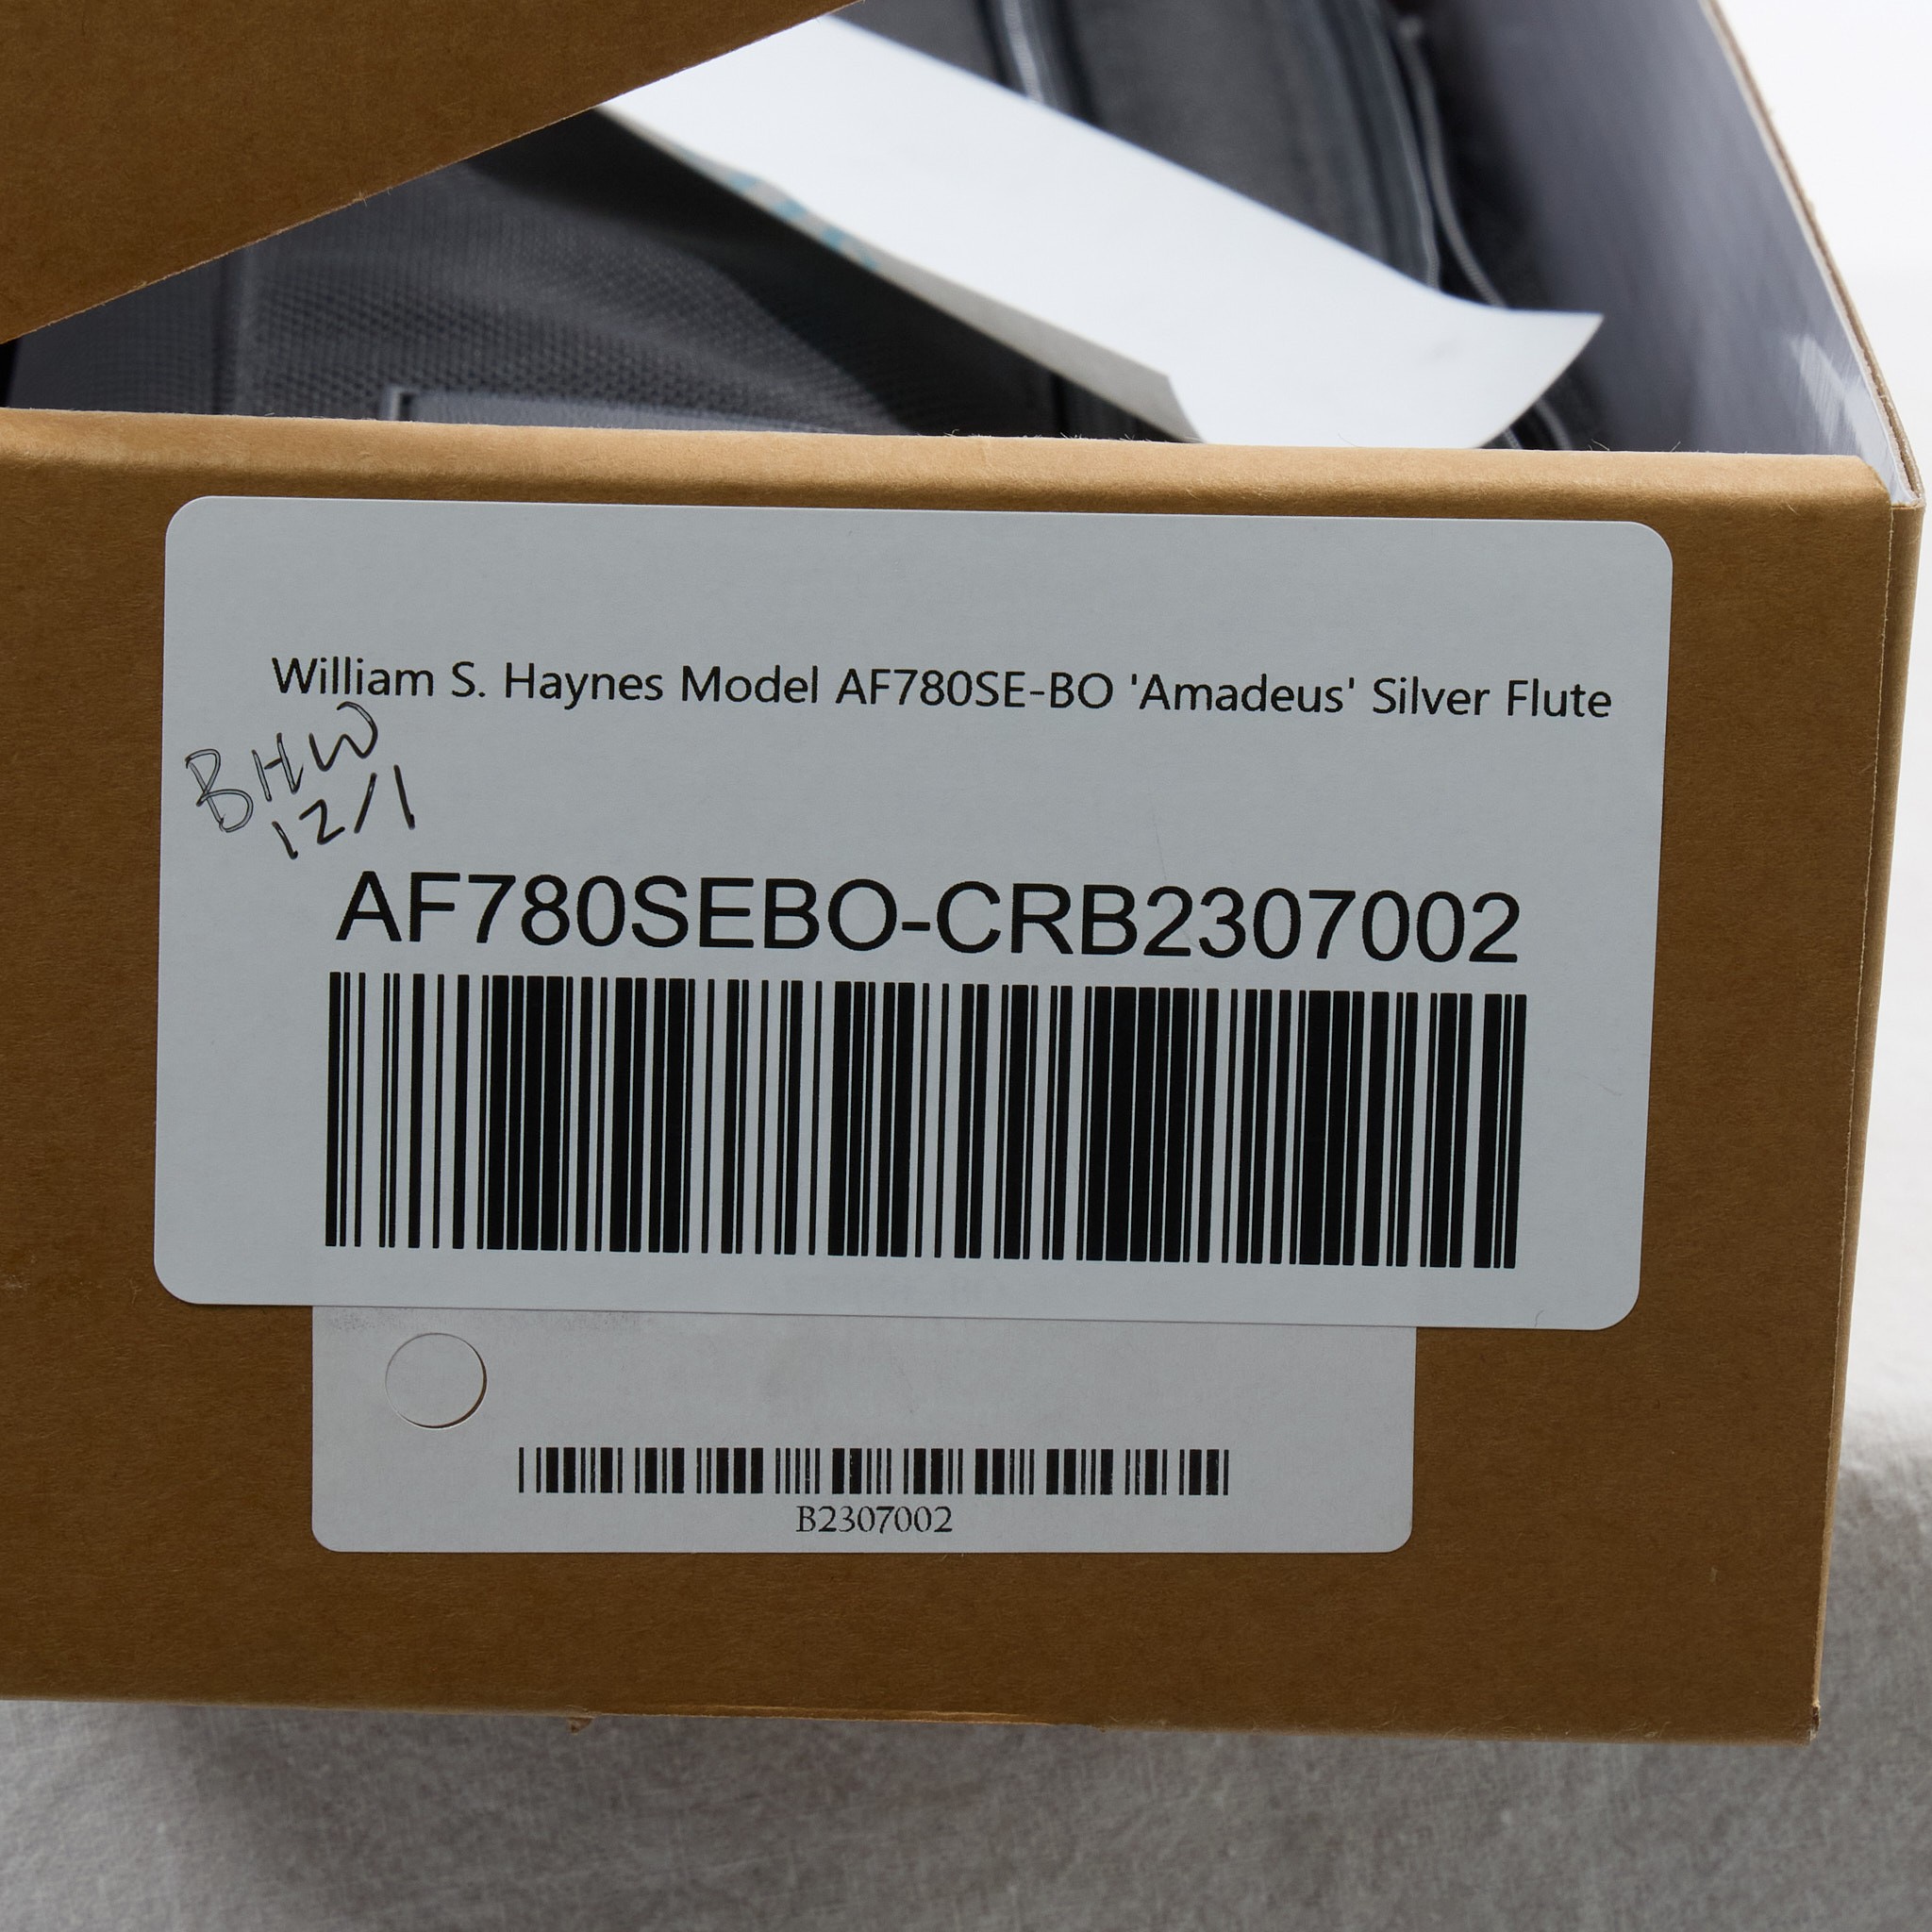 William S. Haynes Model AF780SE-BO 'Amadeus' Silver Flute
BHW
12/1
AF780SEBO-CRB2307002
B2307002